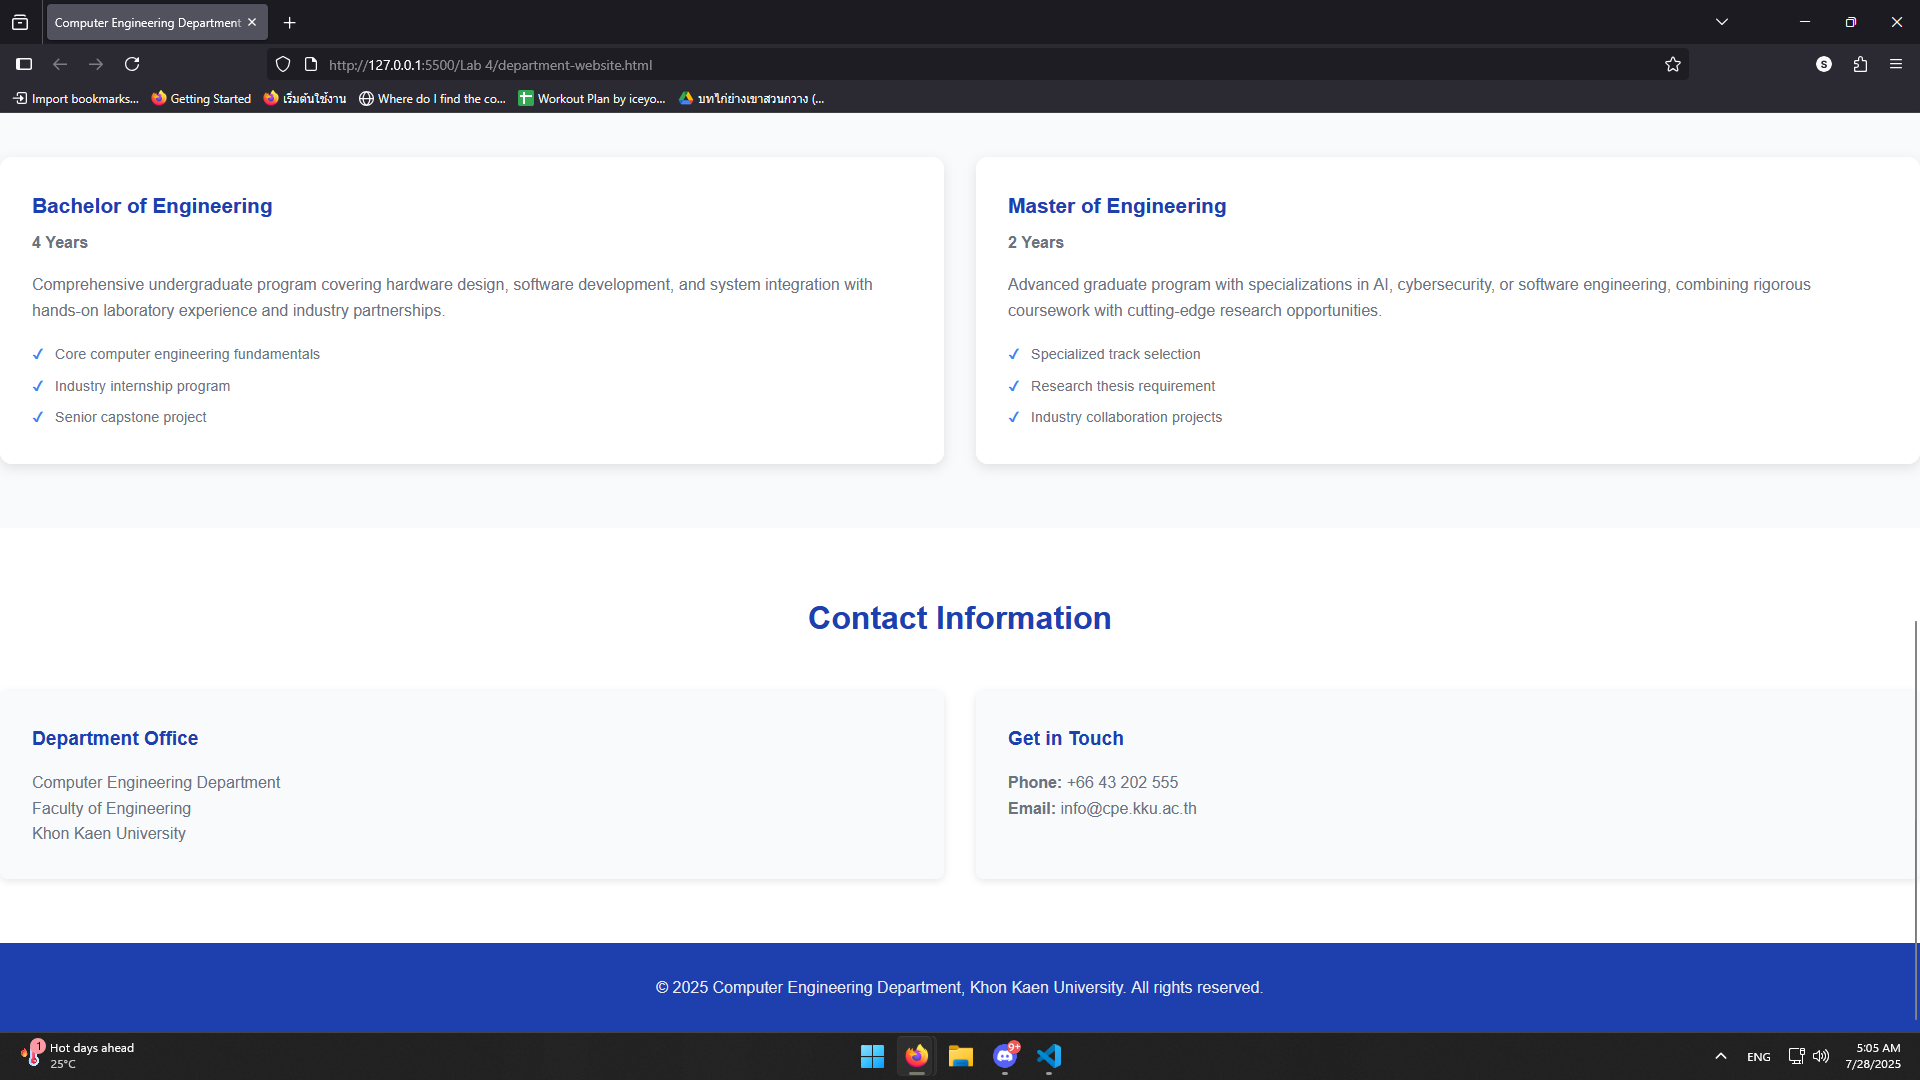 Computer Engineering Department
http://127.0.0.1:5500/Lab 4/department-website.html
S
Import bookmarks...
Getting Started
เริ่มต้นใช้งาน
Where do I find the co...
Workout Plan by iceyo...
บทไก่ย่างเขาสวนกวาง (...
Bachelor of Engineering
4 Years
Comprehensive undergraduate program covering hardware design, software development, and system integration with
hands-on laboratory experience and industry partnerships.
✓ Core computer engineering fundamentals
✓ Industry internship program
✓ Senior capstone project
Master of Engineering
2 Years
Advanced graduate program with specializations in AI, cybersecurity, or software engineering, combining rigorous
coursework with cutting-edge research opportunities.
✓ Specialized track selection
✓ Research thesis requirement
✓ Industry collaboration projects
Contact Information
Department Office
Computer Engineering Department
Faculty of Engineering
Khon Kaen University
Get in Touch
Phone: +66 43 202 555
Email: info@cpe.kku.ac.th
© 2025 Computer Engineering Department, Khon Kaen University. All rights reserved.
1
Hot days ahead
25°C
9+
ENG
5:05 AM
7/28/2025